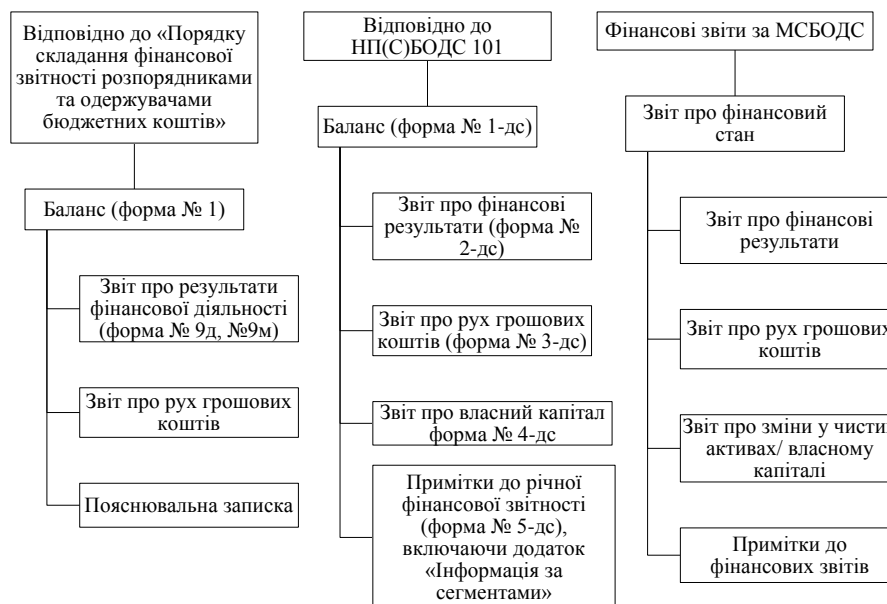 Відповідно до «Порядку
складання фінансової
звітності розпорядниками
та одержувачами
бюджетних коштів»
Баланс (форма № 1)
Звіт про результати
фінансової діяльності
(форма № 9д, №9м)
Звіт про рух грошових
коштів
Пояснювальна записка
Відповідно до
НП(С)БОДС 101
Баланс (форма № 1-дс)
Звіт про фінансові
результати (форма №
2-дс)
Звіт про рух грошових
коштів (форма № 3-дс)
Звіт про власний капітал
форма № 4-дс
Примітки до річної
фінансової звітності
(форма № 5-дс),
включаючи додаток
«Інформація за
сегментами»
Фінансові звіти за МСБОДС
Звіт про фінансовий
стан
Звіт про фінансові
результати
Звіт про рух грошових
коштів
Звіт про зміни у чистих
активах/ власному
капіталі
Примітки до
фінансових звітів